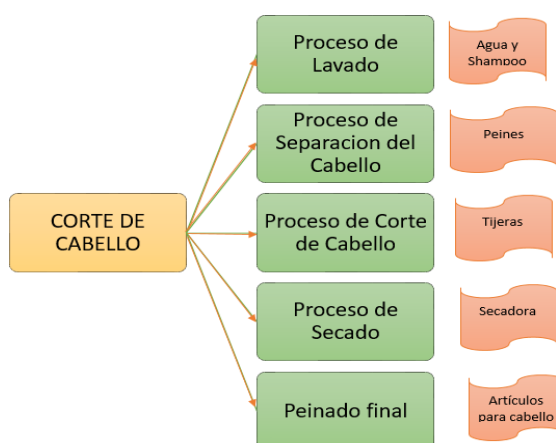 Proceso de
Lavado
Agua y
Shampoo
Proceso de
Separacion del
Cabello
Peines
CORTE DE
CABELLO
Proceso de Corte
de Cabello
Tijeras
Proceso de
Secado
Secadora
Peinado final
Artículos
para cabello